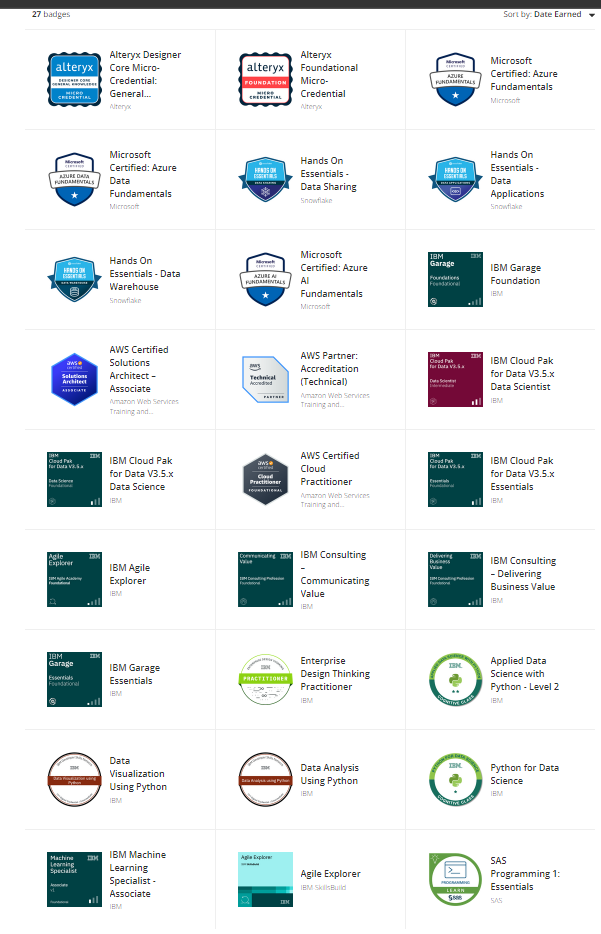 27 badges
Sort by: Date Earned
alteryx
DESIGNER CORE
GENERAL KNOWLEDGE
MICRO
CREDENTIAL
Alteryx Designer
Core Micro-
Credential:
General...
Alteryx
alteryx
FOUNDATION
MICRO
CREDENTIAL
Alteryx
Foundational
Micro-
Credential
Alteryx
Microsoft
CERTIFIED
AZURE
FUNDAMENTALS
Microsoft
Certified: Azure
Fundamentals
Microsoft
Microsoft
CERTIFIED
AZURE DATA
FUNDAMENTALS
Microsoft
Certified: Azure
Data
Fundamentals
Microsoft
HANDS ON
ESSENTIALS
DATA SHARING
Hands On
Essentials -
Data Sharing
Snowflake
HANDS ON
ESSENTIALS
DATA APPLICATIONS
Hands On
Essentials -
Data
Applications
Snowflake
HANDS ON
ESSENTIALS
DATA WAREHOUSE
Hands On
Essentials - Data
Warehouse
Snowflake
Microsoft
CERTIFIED
AZURE AI
FUNDAMENTALS
Microsoft
Certified: Azure
AI
Fundamentals
Microsoft
IBM
Garage
Foundations
Foundational
IBM Garage
Foundation
IBM
aws
certified
Solutions
Architect
ASSOCIATE
AWS Certified
Solutions
Architect –
Associate
Amazon Web Services
Training and...
aws
Technical
Accredited
PARTNER
AWS Partner:
Accreditation
(Technical)
Amazon Web Services
Training and...
IBM
Cloud Pak
for Data V3.5.x
Data Scientist
Intermediate
IBM Cloud Pak
for Data V3.5.x
Data Scientist
IBM
IBM
Cloud Pak
for Data V3.5.x
Data Science
Foundational
IBM Cloud Pak
for Data V3.5.x
Data Science
IBM
aws
certified
Cloud
Practitioner
FOUNDATIONAL
AWS Certified
Cloud
Practitioner
Amazon Web Services
Training and...
IBM
Cloud Pak
for Data V3.5.x
Essentials
Foundational
IBM Cloud Pak
for Data V3.5.x
Essentials
IBM
Agile
Explorer
IBM
IBM Agile Academy
Foundational
IBM Agile
Explorer
IBM
Communicating
Value
IBM
IBM Consulting Profession
Foundational
IBM Consulting
–
Communicating
Value
IBM
Delivering
Business
Value
IBM
IBM Consulting Profession
Foundational
IBM Consulting
– Delivering
Business Value
IBM
IBM
Garage
Essentials
Foundational
IBM Garage
Essentials
IBM
IBM
PRACTITIONER
Enterprise
Design Thinking
Practitioner
IBM
IBM
COGNITIVE CLASS
Applied Data
Science with
Python - Level 2
IBM
IBM
Data Visualization using
Python
Data
Visualization
Using Python
IBM
IBM
Data Analysis using Python
Data Analysis
Using Python
IBM
PYTHON FOR DATA SCIENCE
IBM
COGNITIVE CLASS
Python for Data
Science
IBM
Machine
Learning
Specialist
IBM
Associate
v1
Foundational
IBM Machine
Learning
Specialist -
Associate
IBM
Agile Explorer
Agile Explorer
IBM SkillsBuild
PROGRAMMING
LEARN
sas
SAS
Programming 1:
Essentials
SAS